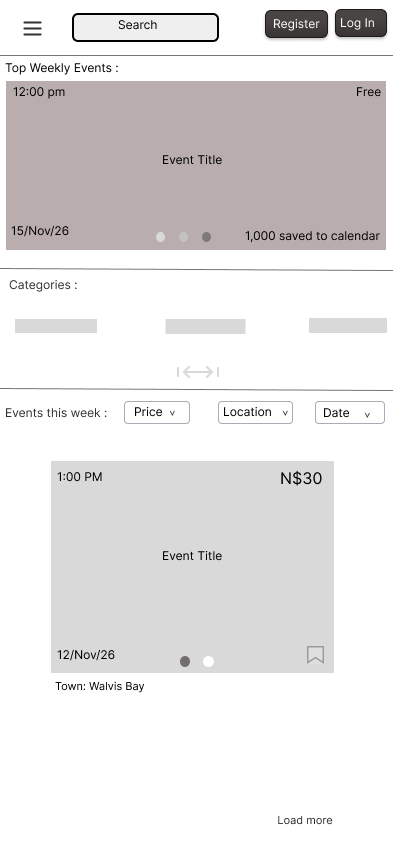 Search
Register
Log In
Top Weekly Events :
12:00 pm
Free
Event Title
15/Nov/26
1,000 saved to calendar
Categories :
Events this week :
Price
Location
Date
1:00 PM
N$30
Event Title
12/Nov/26
Town: Walvis Bay
Load more